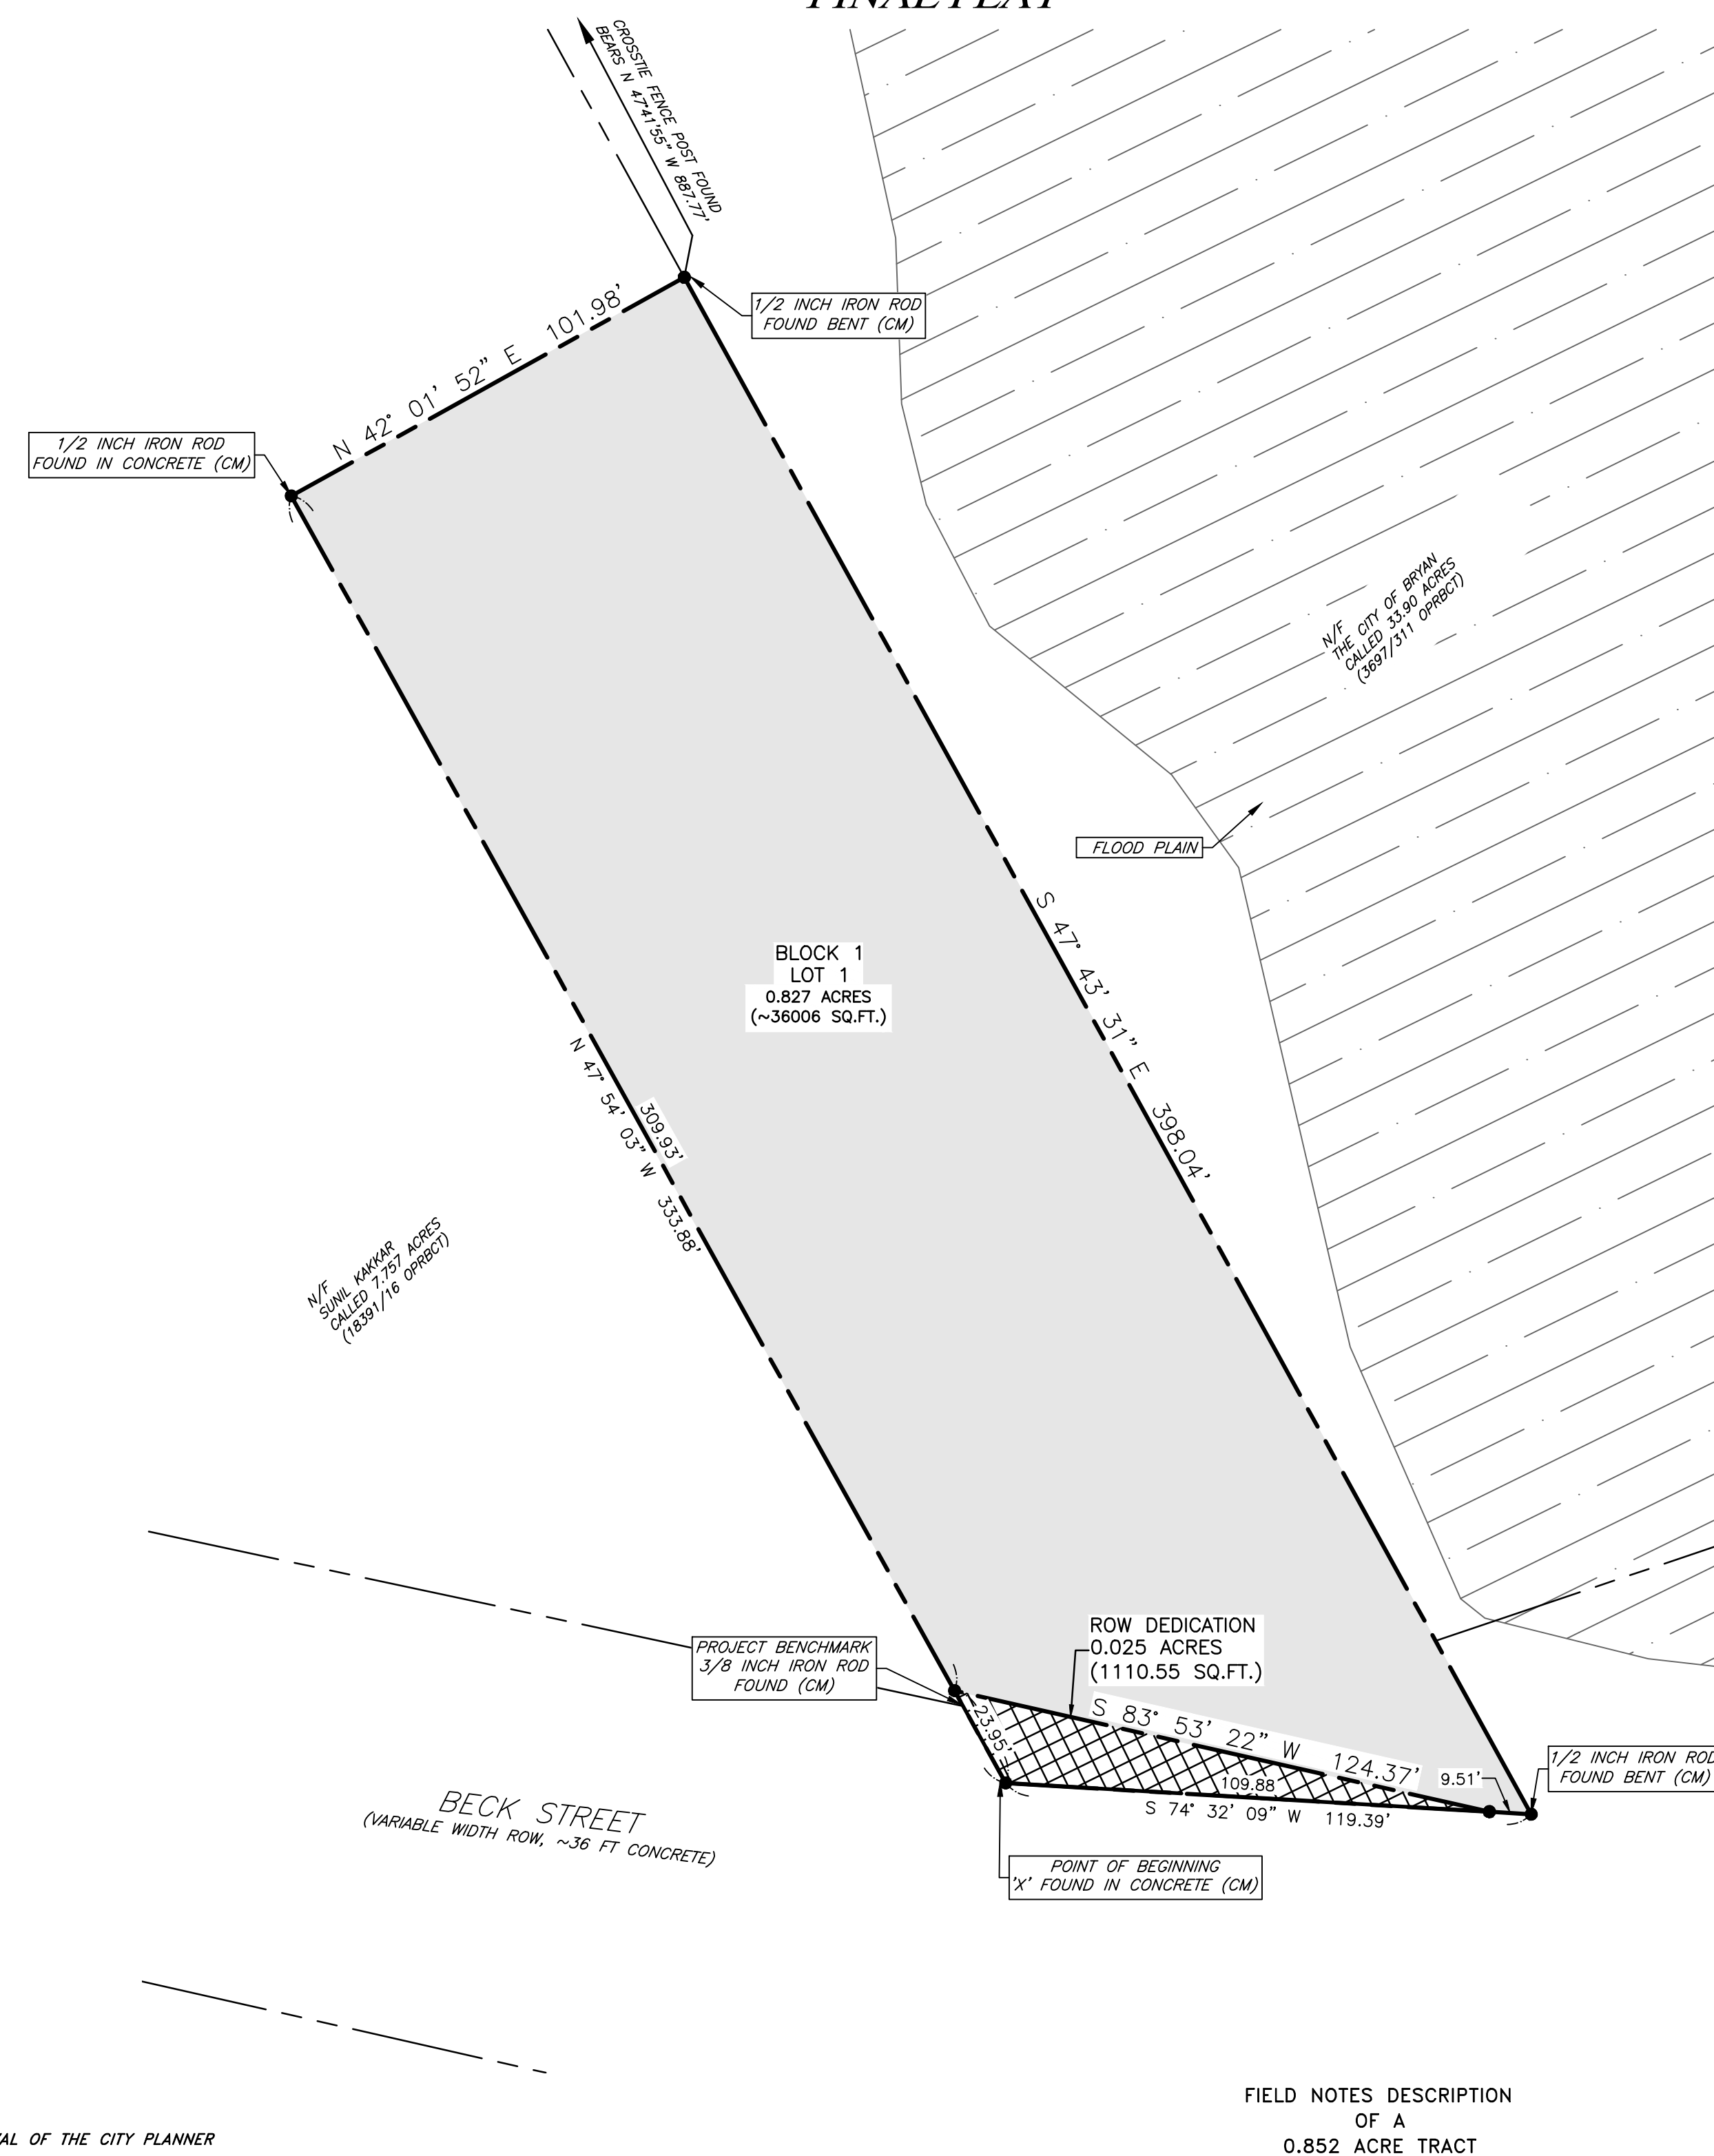 FINAL PLAT
CROSSTIE FENCE POST FOUND
BEARS N 47°41'55" W 887.77'
1/2 INCH IRON ROD
FOUND BENT (CM)
N 42° 01' 52" E 101.98'
1/2 INCH IRON ROD
FOUND IN CONCRETE (CM)
N/F
THE CITY OF BRYAN
CALLED 33.90 ACRES
(3697/311 OPRBCT)
FLOOD PLAIN
S 47° 43' 31" E 398.04'
BLOCK 1
LOT 1
0.827 ACRES
(~36006 SQ.FT.)
309.93'
N 47° 54' 03" W 333.88'
N/F
SUNIL KAKKAR
CALLED 7.757 ACRES
(18391/16 OPRBCT)
ROW DEDICATION
0.025 ACRES
(1110.55 SQ.FT.)
PROJECT BENCHMARK
3/8 INCH IRON ROD
FOUND (CM)
23.95'
S 83° 53' 22" W 124.37'
109.88
9.51'
1/2 INCH IRON ROD
FOUND BENT (CM)
S 74° 32' 09" W 119.39'
BECK STREET
(VARIABLE WIDTH ROW, ~36 FT CONCRETE)
POINT OF BEGINNING
'X' FOUND IN CONCRETE (CM)
FIELD NOTES DESCRIPTION
OF A
0.852 ACRE TRACT
OF THE CITY PLANNER